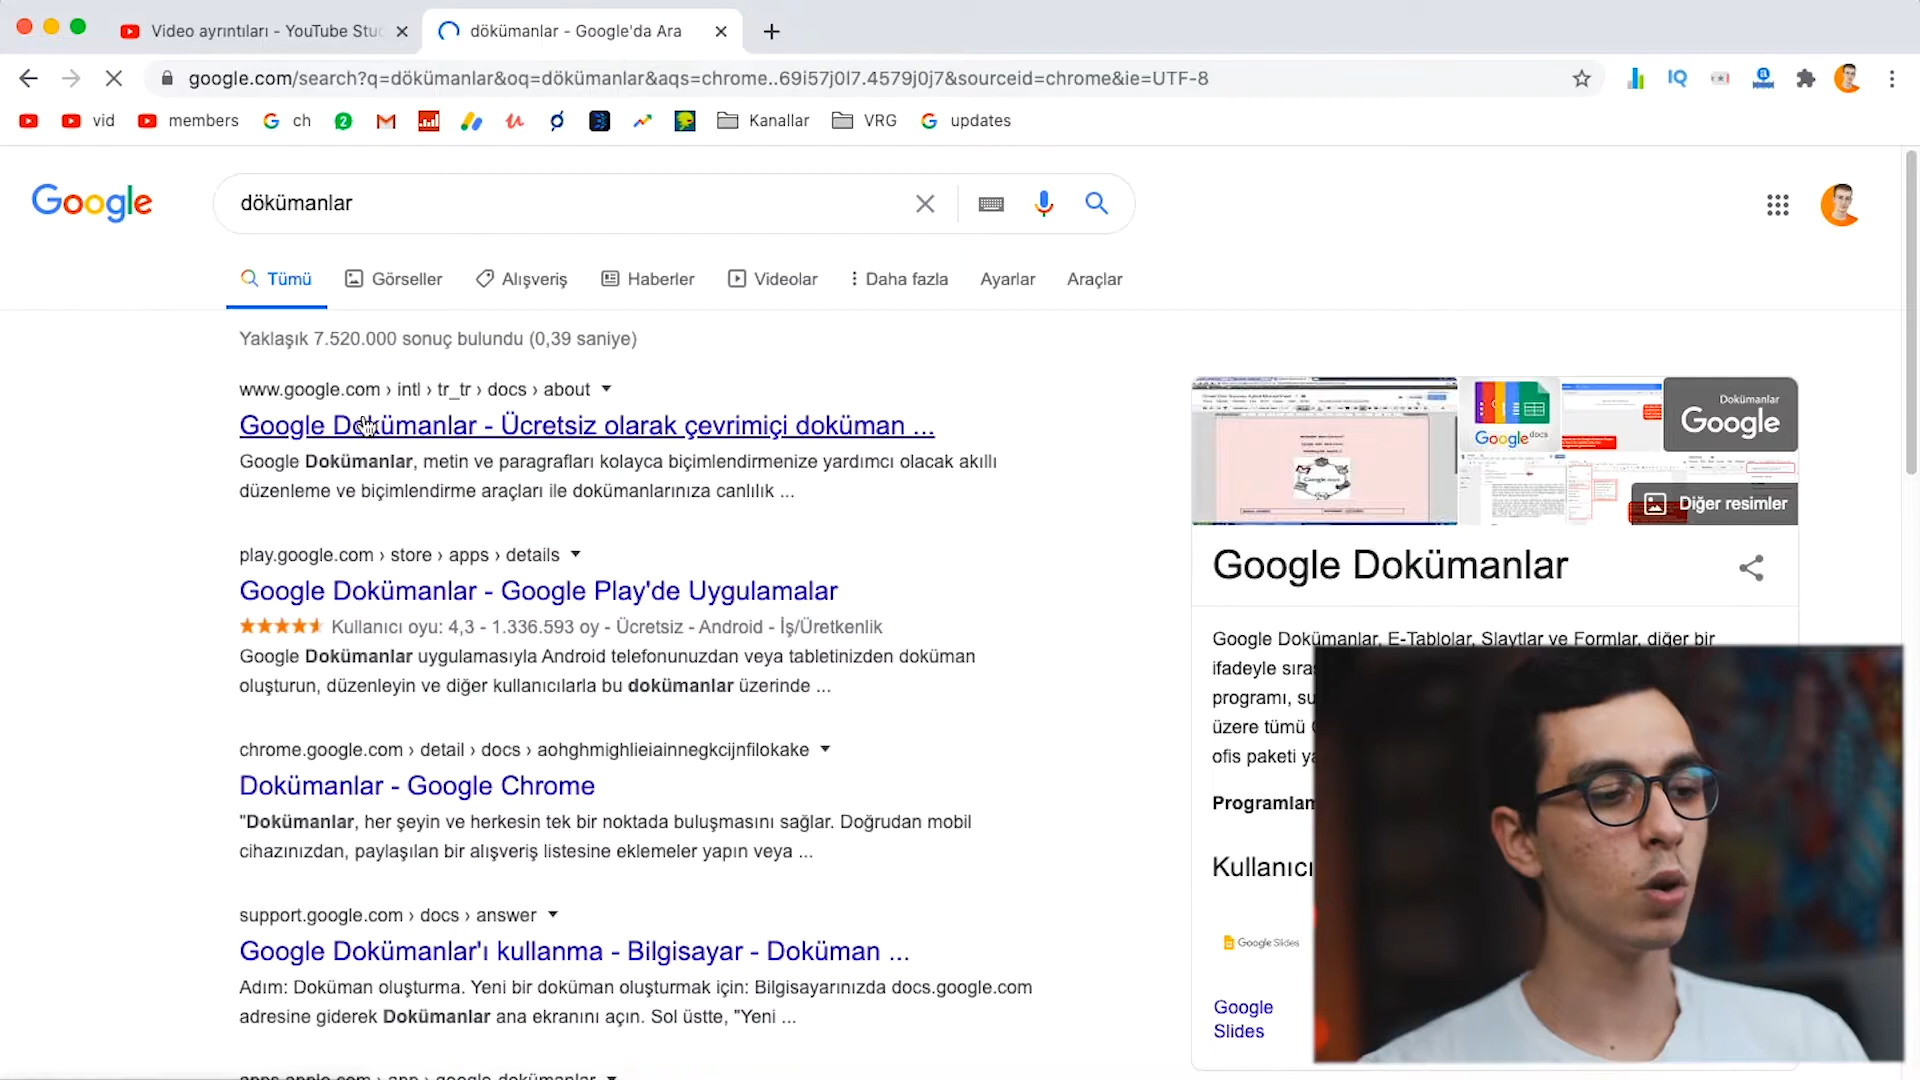 Video ayrıntıları - YouTube Stu
dökümanlar - Google'da Ara
google.com/search?q=dökümanlar&oq=dökümanlar&aqs=chrome..69i57j0l7.4579j0j7&sourceid=chrome&ie=UTF-8
IQ
vid
members
ch
2
Kanallar
VRG
updates
Google
dökümanlar
Tümü
Görseller
Alışveriş
Haberler
Videolar
Daha fazla
Ayarlar
Araçlar
Yaklaşık 7.520.000 sonuç bulundu (0,39 saniye)
www.google.com › intl › tr_tr › docs › about
Google Dokümanlar - Ücretsiz olarak çevrimiçi doküman ...
Google Dokümanlar, metin ve paragrafları kolayca biçimlendirmenize yardımcı olacak akıllı
düzenleme ve biçimlendirme araçları ile dokümanlarınıza canlılık ...
play.google.com › store › apps › details
Google Dokümanlar - Google Play'de Uygulamalar
Kullanıcı oyu: 4,3 - 1.336.593 oy - Ücretsiz - Android - İş/Üretkenlik
Google Dokümanlar uygulamasıyla Android telefonunuzdan veya tabletinizden doküman
oluşturun, düzenleyin ve diğer kullanıcılarla bu dokümanlar üzerinde ...
chrome.google.com › detail › docs › aohghmighlieiainnegkcijnfilokake
Dokümanlar - Google Chrome
"Dokümanlar, her şeyin ve herkesin tek bir noktada buluşmasını sağlar. Doğrudan mobil
cihazınızdan, paylaşılan bir alışveriş listesine eklemeler yapın veya ...
support.google.com › docs › answer
Google Dokümanlar'ı kullanma - Bilgisayar - Doküman ...
Adım: Doküman oluşturma. Yeni bir doküman oluşturmak için: Bilgisayarınızda docs.google.com
adresine giderek Dokümanlar ana ekranını açın. Sol üstte, "Yeni ...
apps.apple.com › app › google-dokümanlar
Google docs
Dokümanlar
Google
Diğer resimler
Google Dokümanlar
Google Dokümanlar, E-Tablolar, Slaytlar ve Formlar, diğer bir
ifadeyle sıras
programı, su
üzere tümü
ofis paketi ya
Programlam
Kullanıcı
Google Slides
Google
Slides